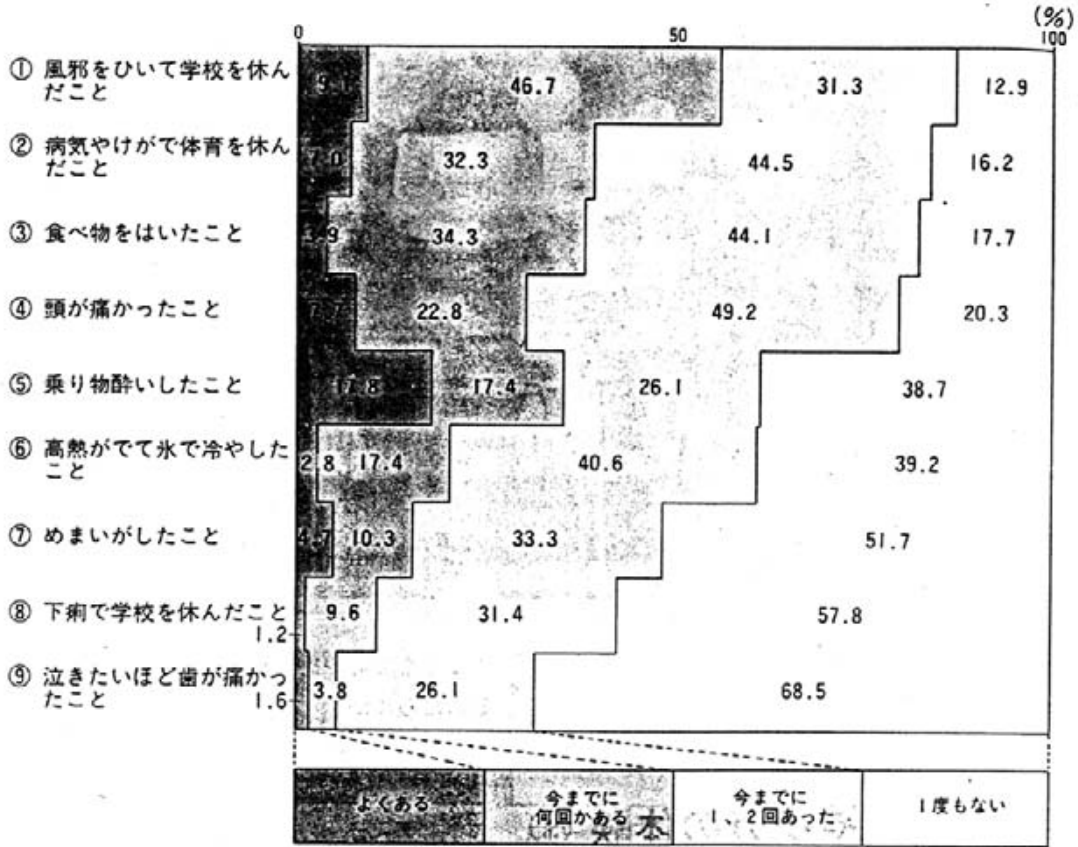 (%)
0 50 100
① 風邪をひいて学校を休ん
だこと
9.1 46.7 31.3 12.9
② 病気やけがで体育を休ん
だこと
7.0 32.3 44.5 16.2
③ 食べ物をはいたこと
3.9 34.3 44.1 17.7
④ 頭が痛かったこと
7.7 22.8 49.2 20.3
⑤ 乗り物酔いしたこと
17.8 17.4 26.1 38.7
⑥ 高熱がでて氷で冷やした
こと
2.8 17.4 40.6 39.2
⑦ めまいがしたこと
4.7 10.3 33.3 51.7
⑧ 下痢で学校を休んだこと
1.2 9.6 31.4 57.8
⑨ 泣きたいほど歯が痛かっ
たこと
1.6 3.8 26.1 68.5
よくある
今までに
何回かある
今までに
1、2回あった
1度もない